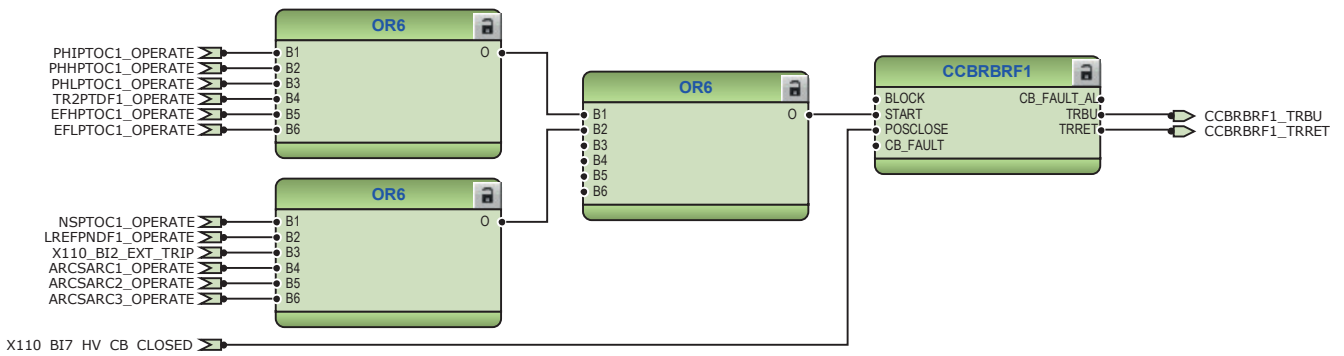 OR6
PHIPTOC1_OPERATE
PHHPTOC1_OPERATE
PHLPTOC1_OPERATE
TR2PTDF1_OPERATE
EFHPTOC1_OPERATE
EFLPTOC1_OPERATE
B1
B2
B3
B4
B5
B6
O
OR6
NSPTOC1_OPERATE
LREFPNDF1_OPERATE
X110_BI2_EXT_TRIP
ARCSARC1_OPERATE
ARCSARC2_OPERATE
ARCSARC3_OPERATE
B1
B2
B3
B4
B5
B6
O
X110_BI7_HV_CB_CLOSED
OR6
B1
B2
B3
B4
B5
B6
O
CCBRBRF1
BLOCK
START
POSCLOSE
CB_FAULT
CB_FAULT_AL
TRBU
TRRET
CCBRBRF1_TRBU
CCBRBRF1_TRRET